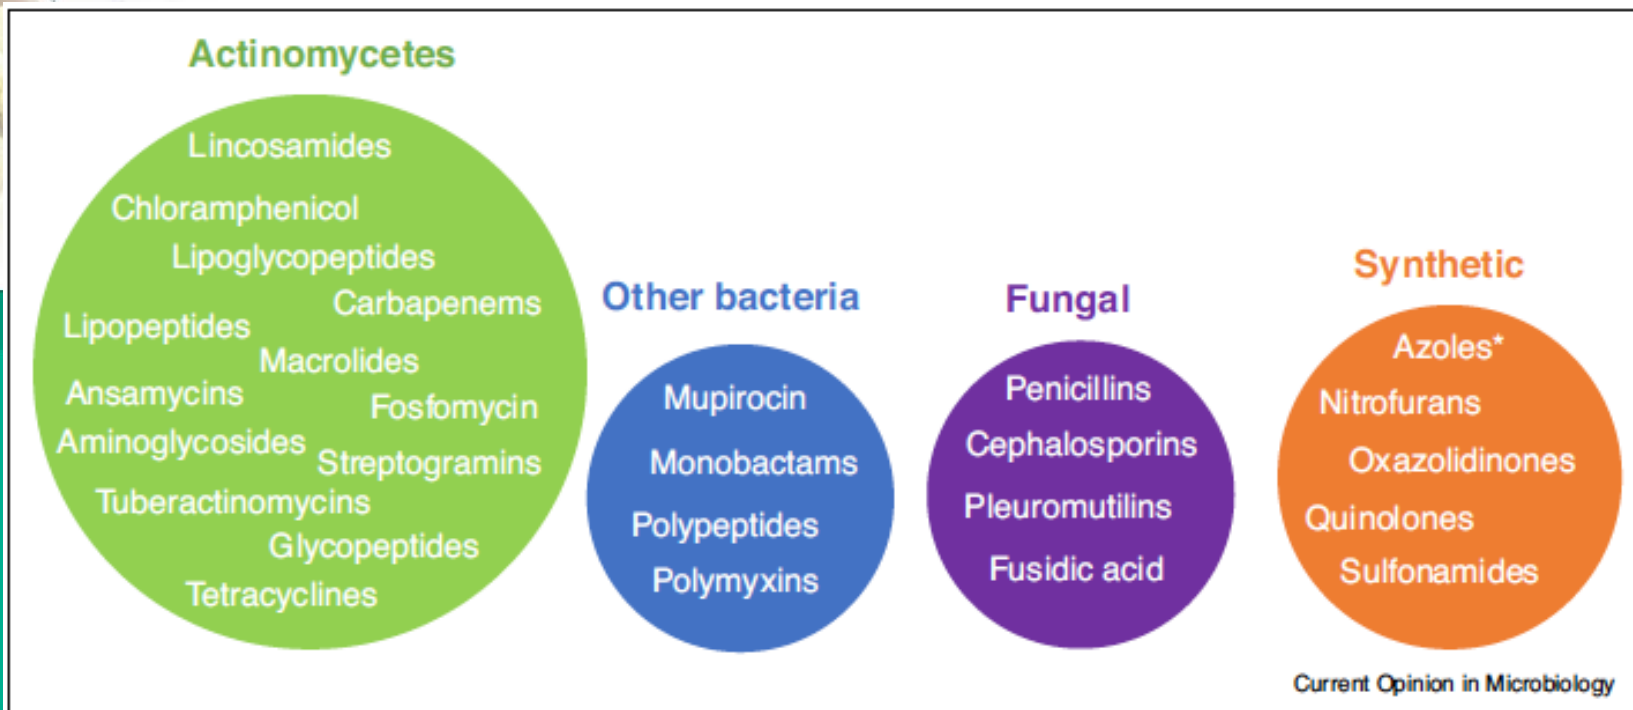 Actinomycetes
Lincosamides
Chloramphenicol
Lipoglycopeptides
Carbapenems
Lipopeptides
Macrolides
Ansamycins
Fosfomycin
Aminoglycosides
Streptogramins
Tuberactinomycins
Glycopeptides
Tetracyclines
Other bacteria
Mupirocin
Monobactams
Polypeptides
Polymyxins
Fungal
Penicillins
Cephalosporins
Pleuromutilins
Fusidic acid
Synthetic
Azoles*
Nitrofurans
Oxazolidinones
Quinolones
Sulfonamides
Current Opinion in Microbiology